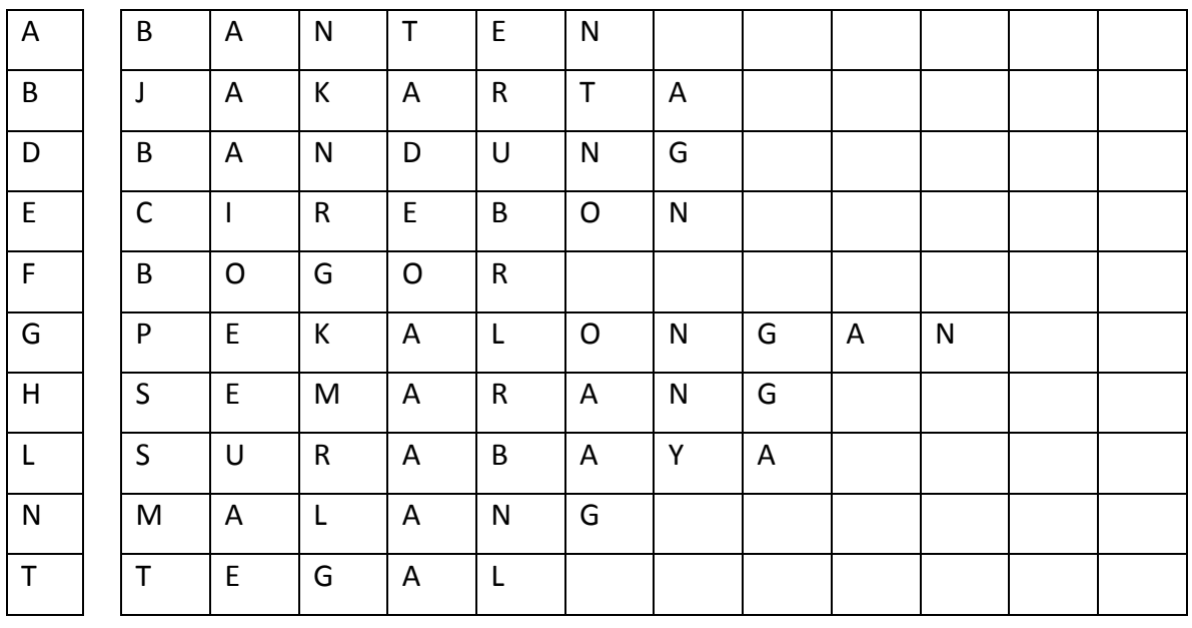 A B A N T E N
B J A K A R T A
D B A N D U N G
E C I R E B O N
F B O G O R
G P E K A L O N G A N
H S E M A R A N G
L S U R A B A Y A
N M A L A N G
T T E G A L